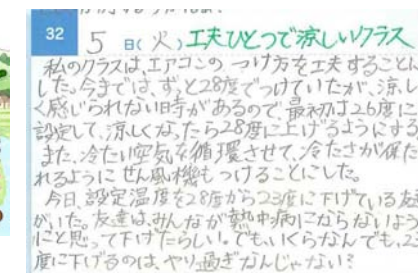 32 5 日(火) 工夫ひとつで涼しいクラス
私のクラスは、エアコンのつけ方を工夫することに
した。今までは、ずっと28度でつけていたが、涼し
く感じられない時があるので、最初は26度に
設定して、涼しくなったら28度に上げるようにする
また、冷たい空気を循環させて、冷たさが保た
れるようにせん風機もつけることにした。
今日、設定温度を28度から23度に下げている友達
がいた。友達は、みんなが熱中病にならないよう
にと思って下げたらしい。でも、いくらなんでも、23
度に下げるのは、やり過ぎなんじゃない?